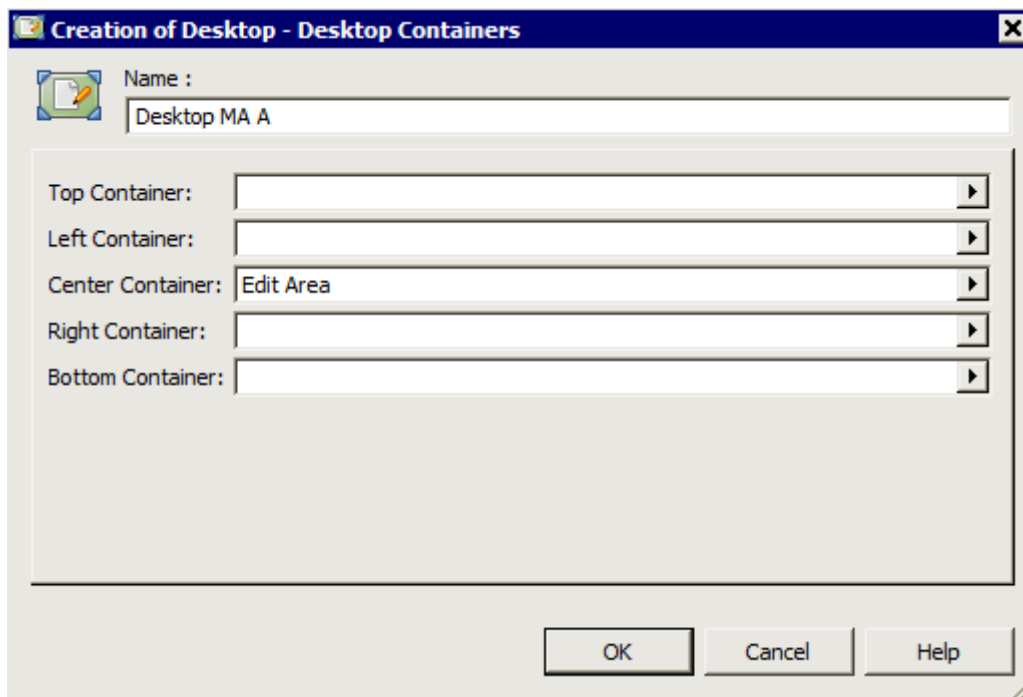 Creation of Desktop - Desktop Containers
Name :
Desktop MA A
Top Container:
Left Container:
Center Container: Edit Area
Right Container:
Bottom Container:
OK Cancel Help